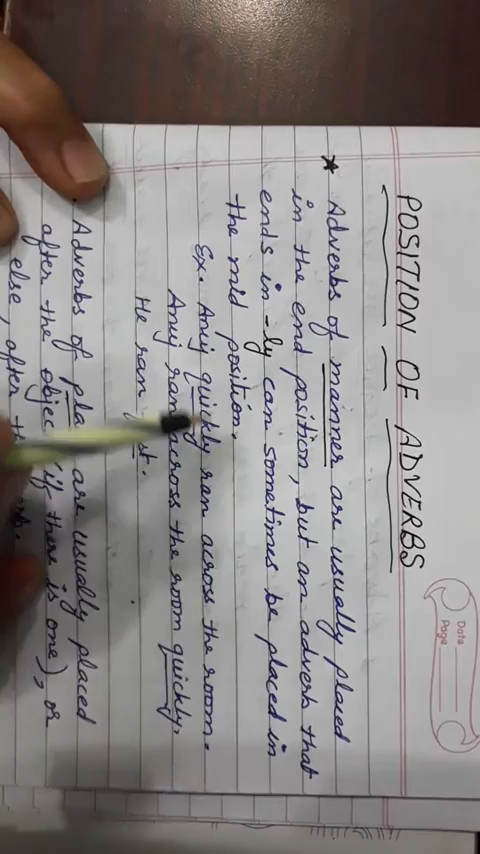 Date
Page
POSITION OF ADVERBS
* Adverbs of manner are usually placed
in the end position, but an adverb that
ends in -ly can sometimes be placed in
the mid position.
Ex. Anuj quickly ran across the room.
Anuj ran across the room quickly.
He ran
Adverbs of are usually placed
after the object (if there is one), or
else, after